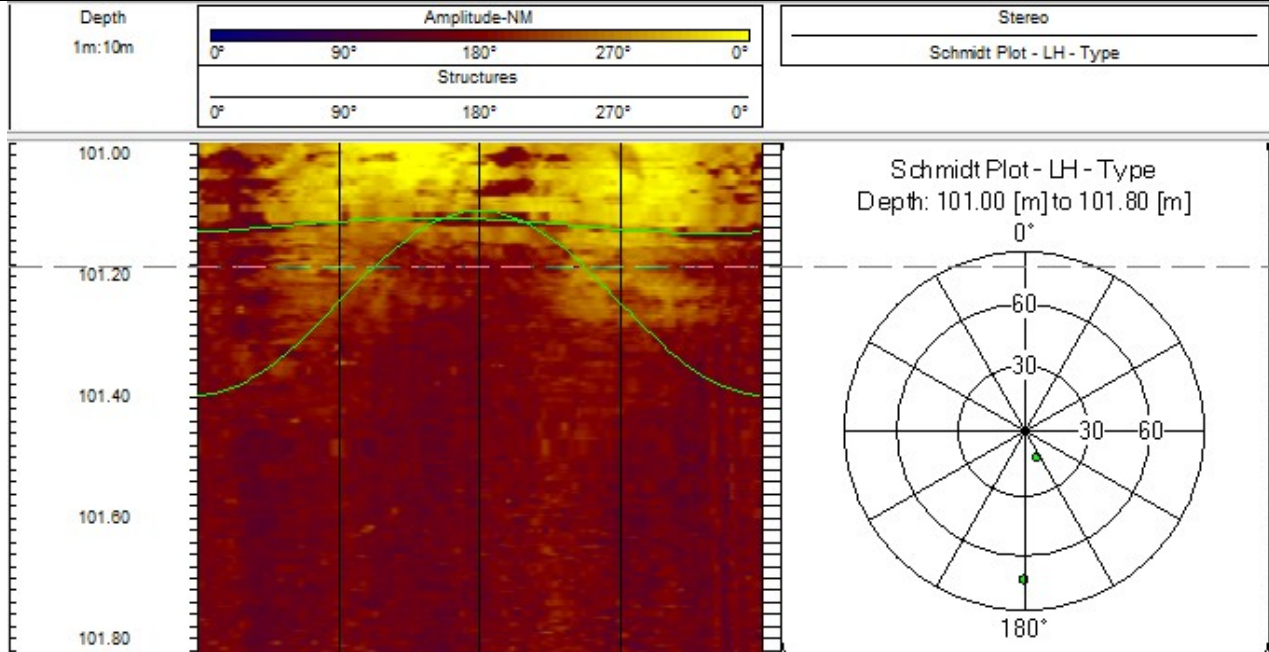 Depth
1m:10m
Amplitude-NM
0° 90° 180° 270° 0°
Structures
0° 90° 180° 270° 0°
Stereo
Schmidt Plot - LH - Type
101.00
101.20
101.40
101.60
101.80
Schmidt Plot - LH - Type
Depth: 101.00 [m] to 101.80 [m]
0°
60
30
30 60
180°